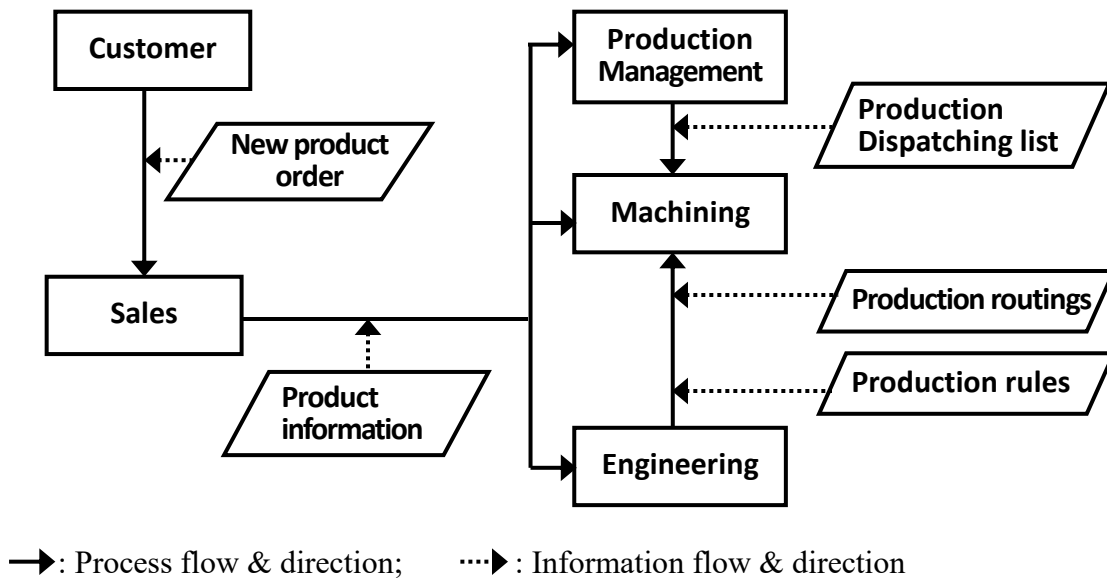 Customer
New product
order
Sales
Product
information
Production
Management
Production
Dispatching list
Machining
Production routings
Production rules
Engineering
: Process flow & direction;
: Information flow & direction